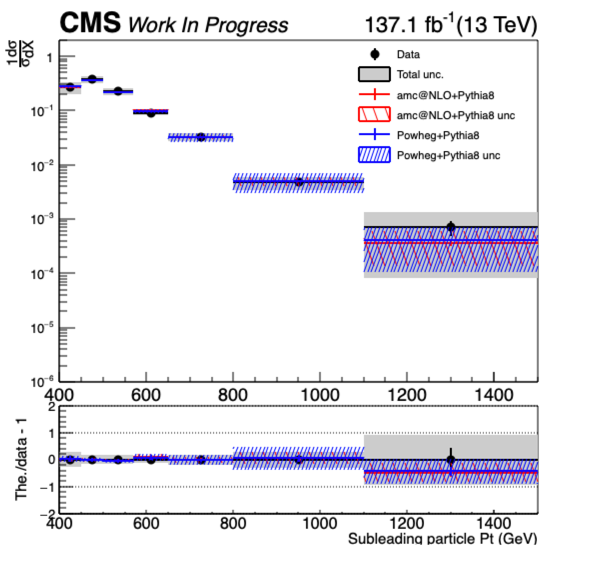 CMS Work In Progress 137.1 fb⁻¹(13 TeV)
1dσ
σdX
1
10⁻¹
10⁻²
10⁻³
10⁻⁴
10⁻⁵
10⁻⁶
Data
Total unc.
amc@NLO+Pythia8
amc@NLO+Pythia8 unc
Powheg+Pythia8
Powheg+Pythia8 unc
400 600 800 1000 1200 1400
The./data - 1
2
1
0
−1
−2
400 600 800 1000 1200 1400
Subleading particle Pt (GeV)